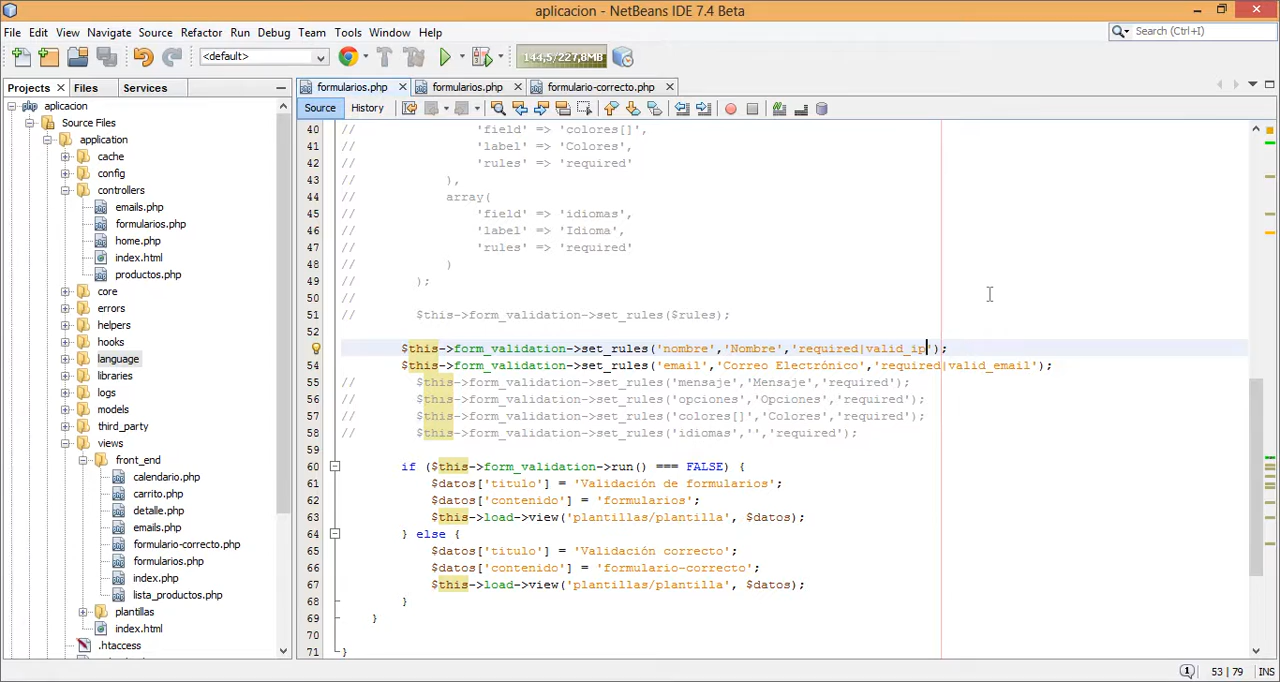 aplicacion - NetBeans IDE 7.4 Beta
File Edit View Navigate Source Refactor Run Debug Team Tools Window Help
Search (Ctrl+I)
<default>
144,5/227,8MB
Projects Files Services
formularios.php formularios.php formulario-correcto.php
Source History
aplicacion
Source Files
application
cache
config
controllers
emails.php
formularios.php
home.php
index.html
productos.php
core
errors
helpers
hooks
language
libraries
logs
models
third_party
views
front_end
calendario.php
carrito.php
detalle.php
emails.php
formulario-correcto.php
formularios.php
index.php
lista_productos.php
plantillas
index.html
.htaccess
40 // 'field' => 'colores[]',
41 // 'label' => 'Colores',
42 // 'rules' => 'required'
43 // ),
44 // array(
45 // 'field' => 'idiomas',
46 // 'label' => 'Idioma',
47 // 'rules' => 'required'
48 // )
49 // );
50 //
51 // $this->form_validation->set_rules($rules);
52
$this->form_validation->set_rules('nombre','Nombre','required|valid_ip');
54 $this->form_validation->set_rules('email','Correo Electrónico','required|valid_email');
55 // $this->form_validation->set_rules('mensaje','Mensaje','required');
56 // $this->form_validation->set_rules('opciones','Opciones','required');
57 // $this->form_validation->set_rules('colores[]','Colores','required');
58 // $this->form_validation->set_rules('idiomas','','required');
59
60 if ($this->form_validation->run() === FALSE) {
61 $datos['titulo'] = 'Validación de formularios';
62 $datos['contenido'] = 'formularios';
63 $this->load->view('plantillas/plantilla', $datos);
64 } else {
65 $datos['titulo'] = 'Validación correcto';
66 $datos['contenido'] = 'formulario-correcto';
67 $this->load->view('plantillas/plantilla', $datos);
68 }
69 }
70
71 }
1 53 | 79 INS